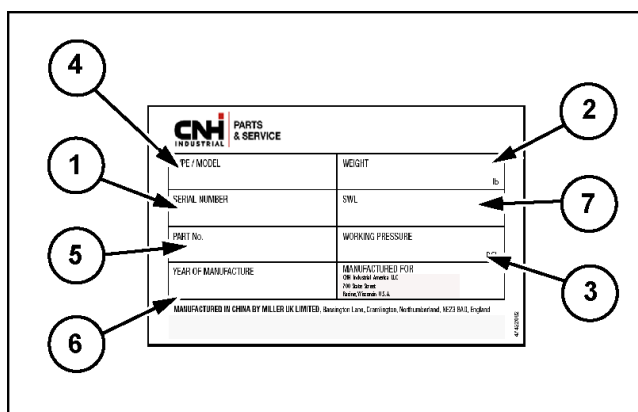 4
2
CNH INDUSTRIAL PARTS & SERVICE
1
PE / MODEL
WEIGHT
lb
7
SERIAL NUMBER
SWL
5
PART No.
WORKING PRESSURE
YEAR OF MANUFACTURE
MANUFACTURED FOR
CNH Industrial America LLC
700 State Street
Racine, Wisconsin U.S.A.
3
6
MANUFACTURED IN CHINA BY MILLER UK LIMITED, Bassington Lane, Cramlington, Northumberland, NE23 8AD, England